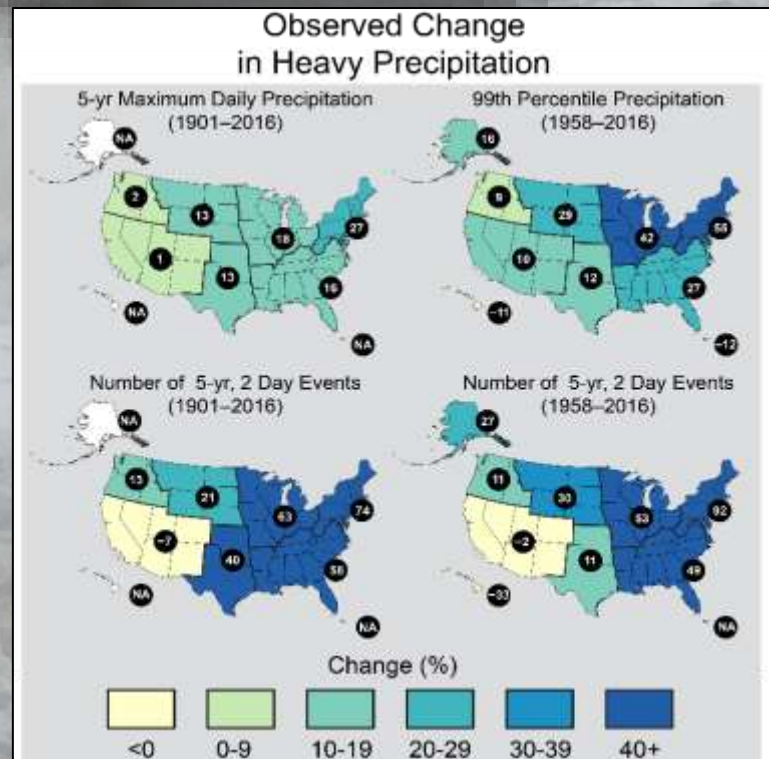 Observed Change
in Heavy Precipitation
5-yr Maximum Daily Precipitation
(1901–2016)
99th Percentile Precipitation
(1958–2016)
NA
2
13
18
27
1
13
16
NA
NA
16
9
29
42
55
10
12
27
−11
−12
Number of 5-yr, 2 Day Events
(1901–2016)
Number of 5-yr, 2 Day Events
(1958–2016)
NA
13
21
63
74
−7
40
58
NA
NA
27
11
30
53
92
−2
11
49
−33
NA
Change (%)
<0 0-9 10-19 20-29 30-39 40+